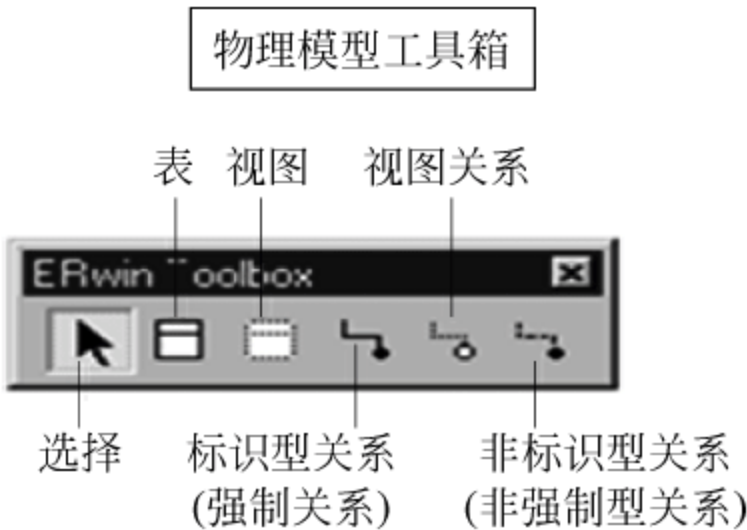 物理模型工具箱
表 视图 视图关系
ERwin Toolbox
选择 标识型关系 非标识型关系
(强制关系) (非强制型关系)